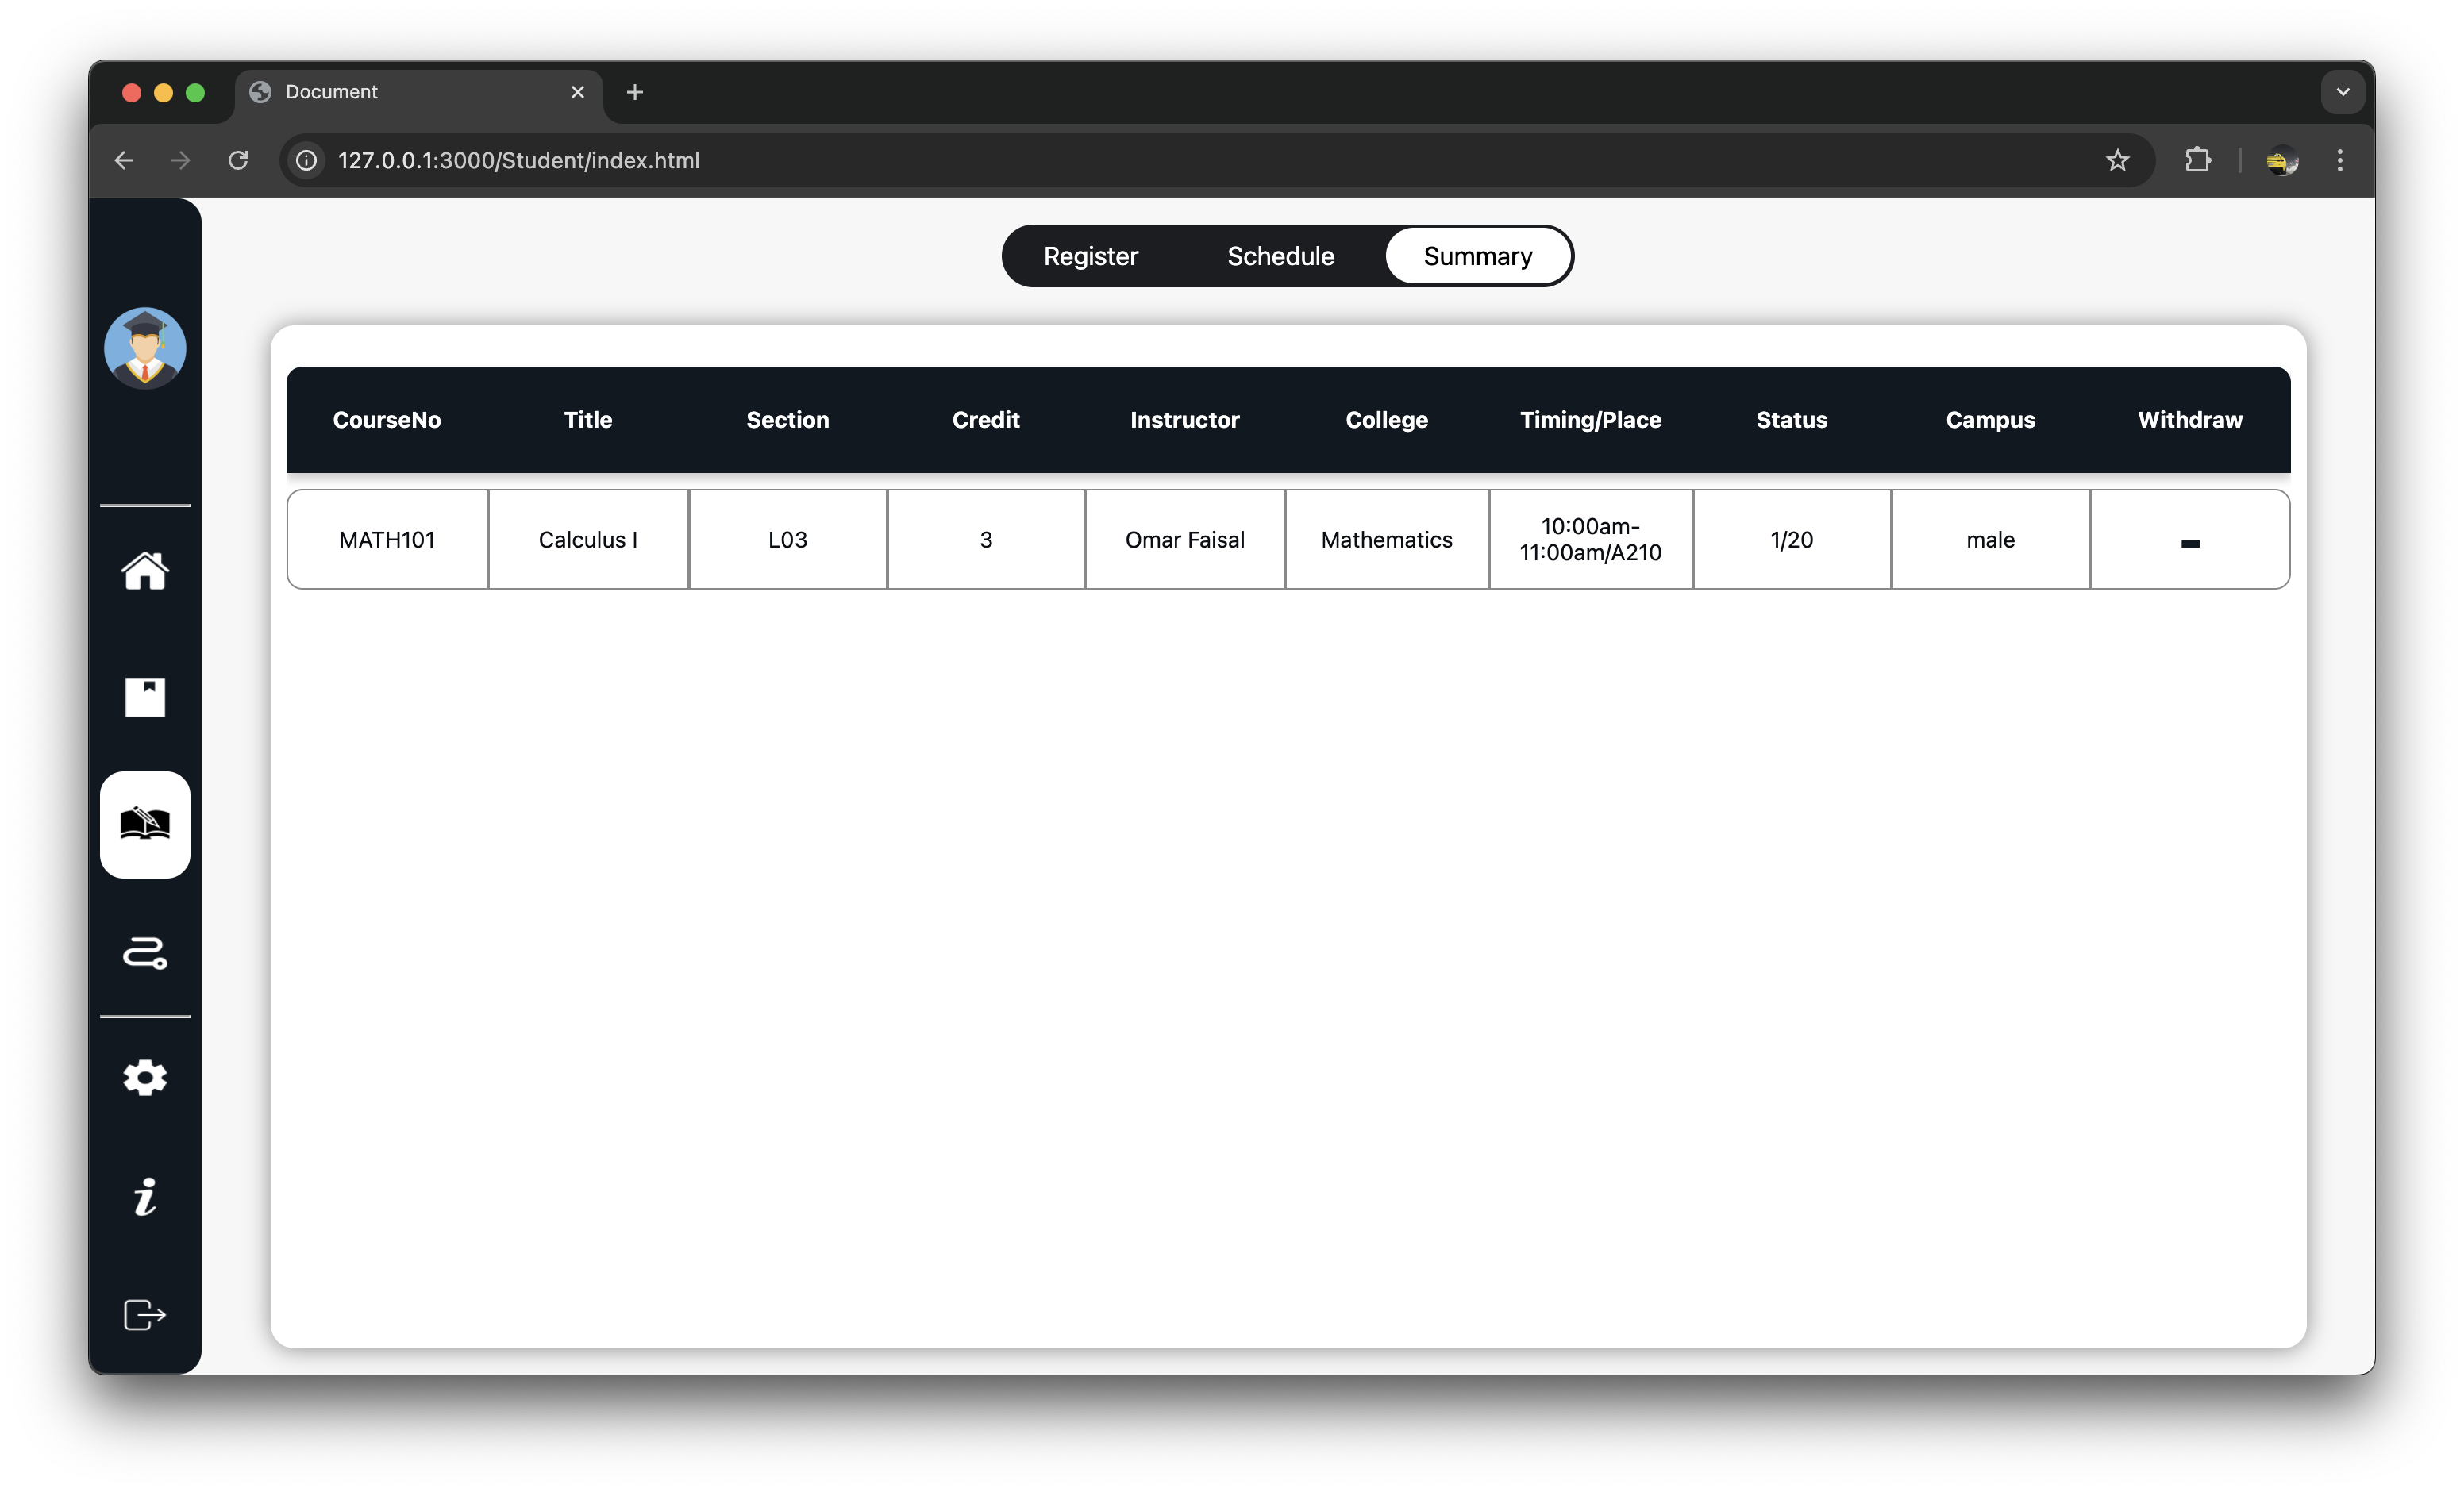 Document
127.0.0.1:3000/Student/index.html
Register Schedule Summary
CourseNo Title Section Credit Instructor College Timing/Place Status Campus Withdraw
MATH101 Calculus I L03 3 Omar Faisal Mathematics 10:00am-
11:00am/A210 1/20 male -